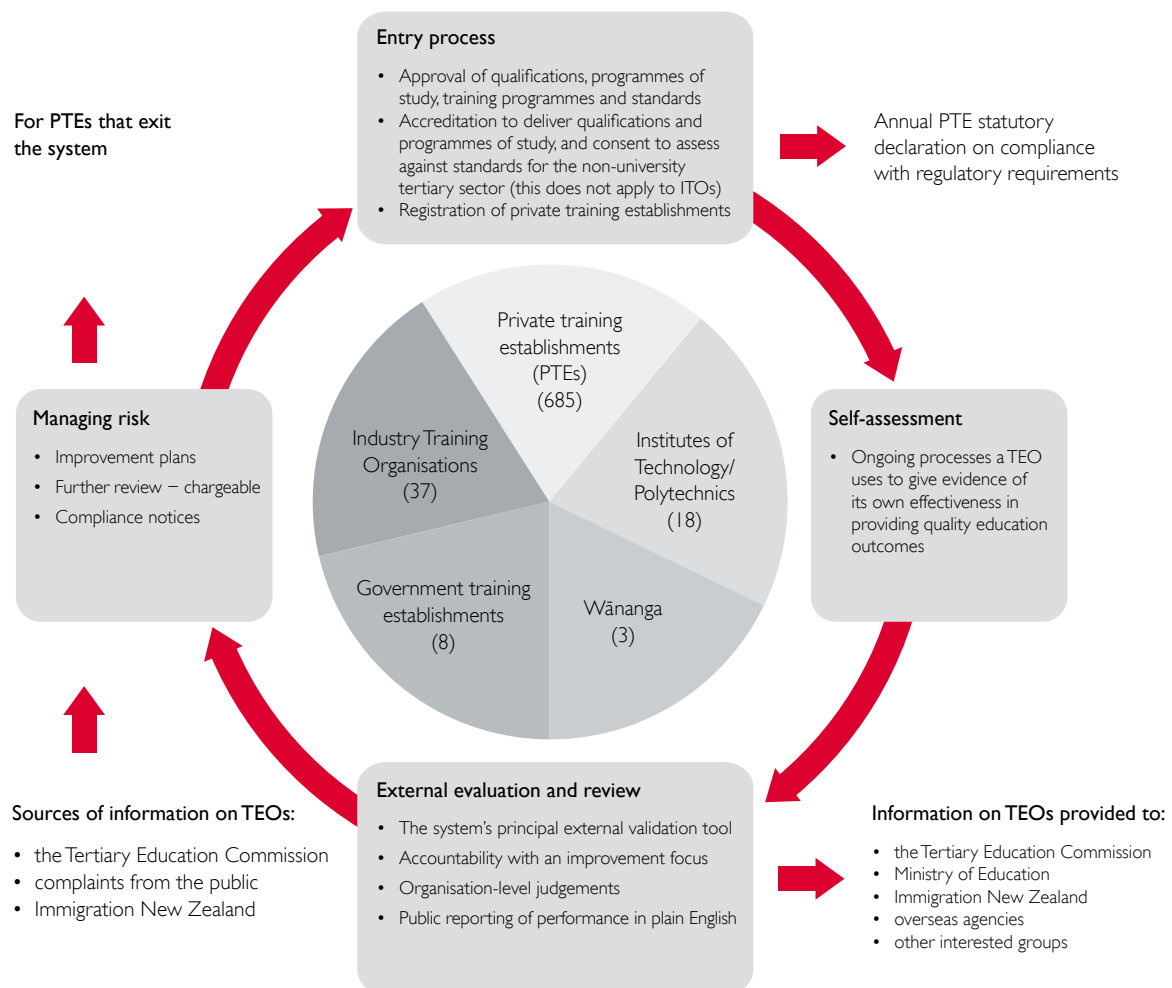 Entry process
• Approval of qualifications, programmes of
study, training programmes and standards
• Accreditation to deliver qualifications and
programmes of study, and consent to assess
against standards for the non-university
tertiary sector (this does not apply to ITOs)
• Registration of private training establishments
For PTEs that exit
the system
Annual PTE statutory
declaration on compliance
with regulatory requirements
Private training
establishments
(PTEs)
(685)
Institutes of
Technology/
Polytechnics
(18)
Wānanga
(3)
Government training
establishments
(8)
Industry Training
Organisations
(37)
Managing risk
• Improvement plans
• Further review – chargeable
• Compliance notices
Self-assessment
• Ongoing processes a TEO
uses to give evidence of
its own effectiveness in
providing quality education
outcomes
External evaluation and review
• The system's principal external validation tool
• Accountability with an improvement focus
• Organisation-level judgements
• Public reporting of performance in plain English
Sources of information on TEOs:
• the Tertiary Education Commission
• complaints from the public
• Immigration New Zealand
Information on TEOs provided to:
• the Tertiary Education Commission
• Ministry of Education
• Immigration New Zealand
• overseas agencies
• other interested groups